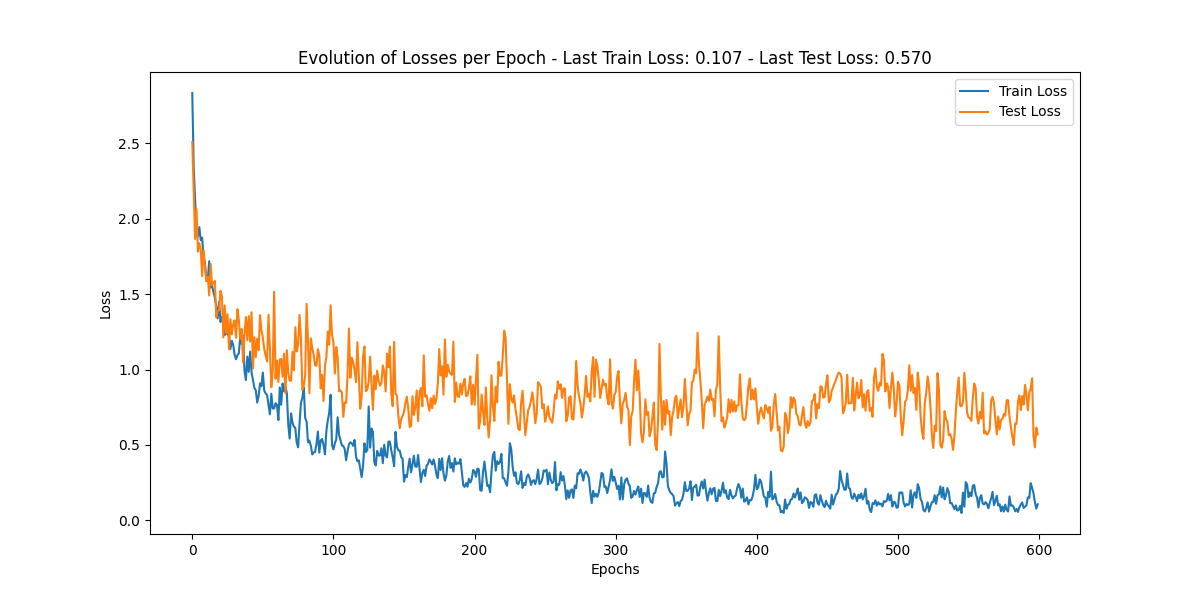 Evolution of Losses per Epoch - Last Train Loss: 0.107 - Last Test Loss: 0.570
Train Loss
Test Loss
2.5
2.0
1.5
1.0
0.5
0.0
Loss
0 100 200 300 400 500 600
Epochs